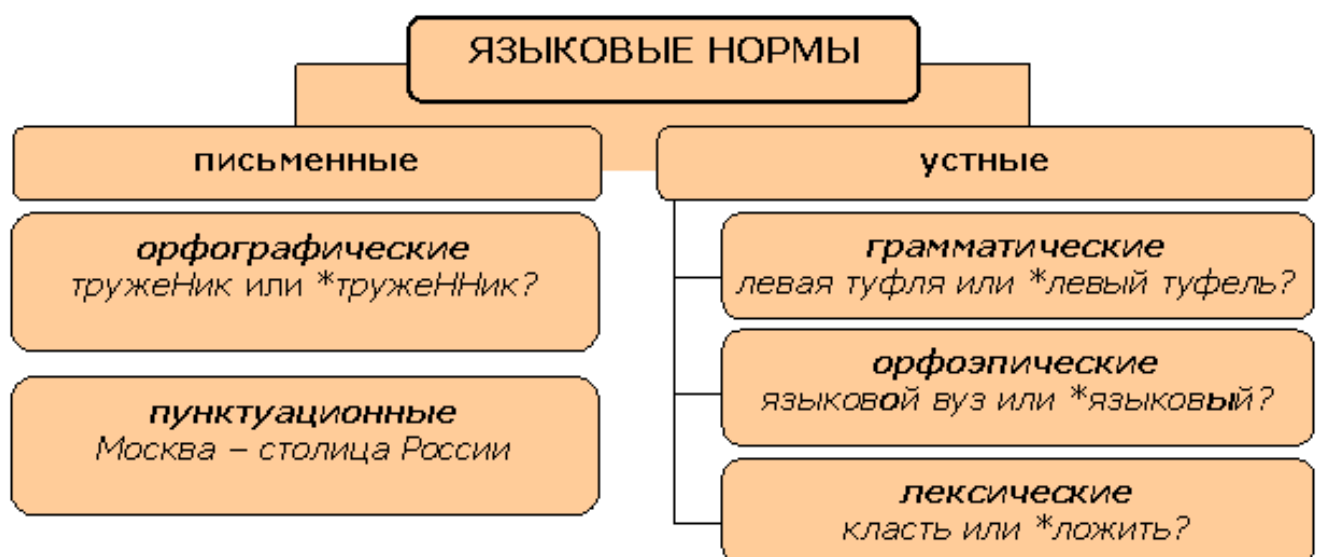 ЯЗЫКОВЫЕ НОРМЫ
письменные
орфографические
тружеНик или *тружеННик?
пунктуационные
Москва – столица России
устные
грамматические
левая туфля или *левый туфель?
орфоэпические
языковой вуз или *языковый?
лексические
класть или *ложить?